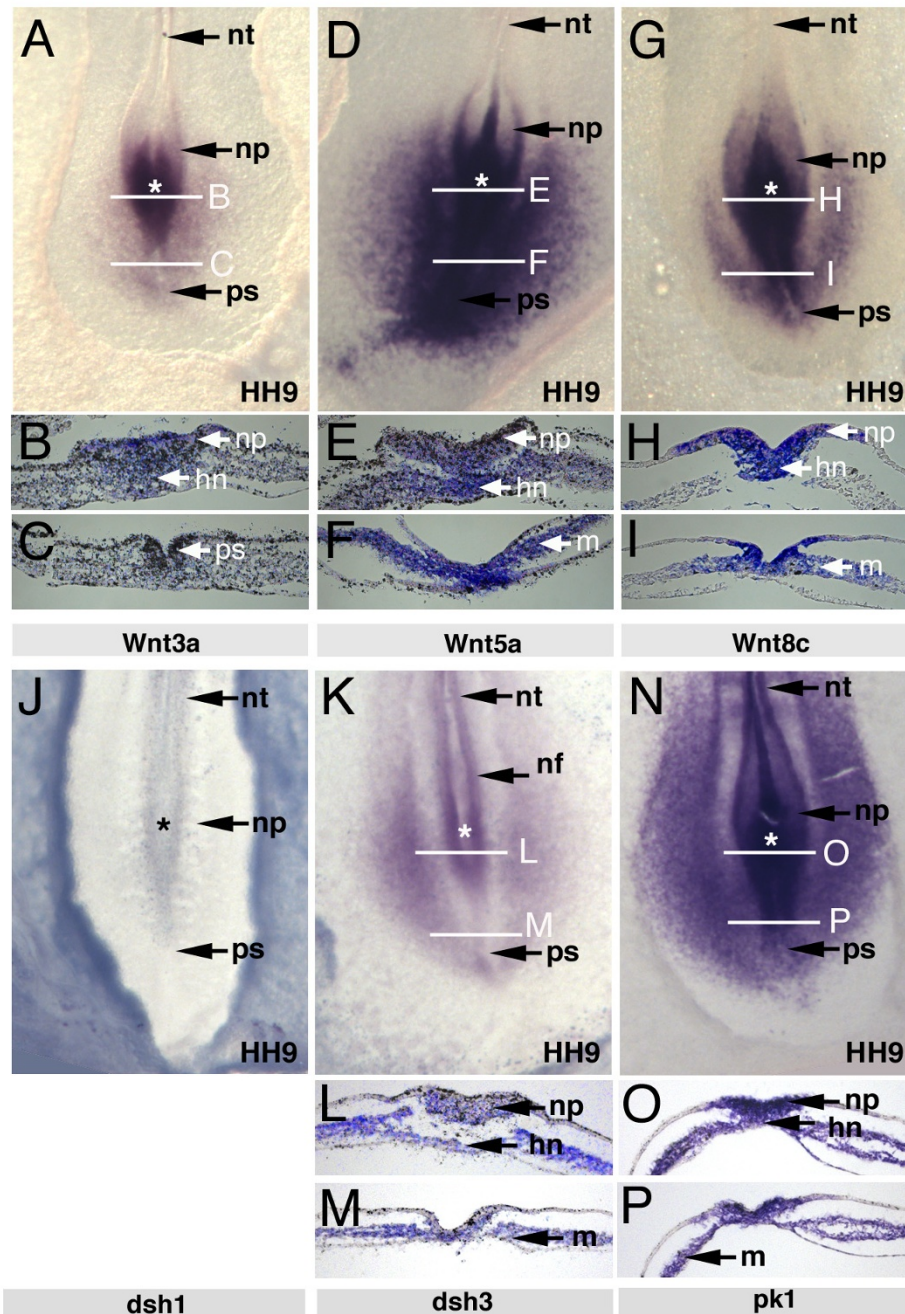 A
nt
np
*
B
C
ps
HH9
D
nt
np
*
E
F
ps
HH9
G
nt
np
*
H
I
ps
HH9
B
np
hn
C
ps
E
np
hn
F
m
H
np
hn
I
m
Wnt3a
Wnt5a
Wnt8c
J
nt
*
np
ps
HH9
K
nt
nf
*
L
M
ps
HH9
N
nt
np
*
O
P
ps
HH9
L
np
hn
M
m
O
np
hn
P
m
dsh1
dsh3
pk1